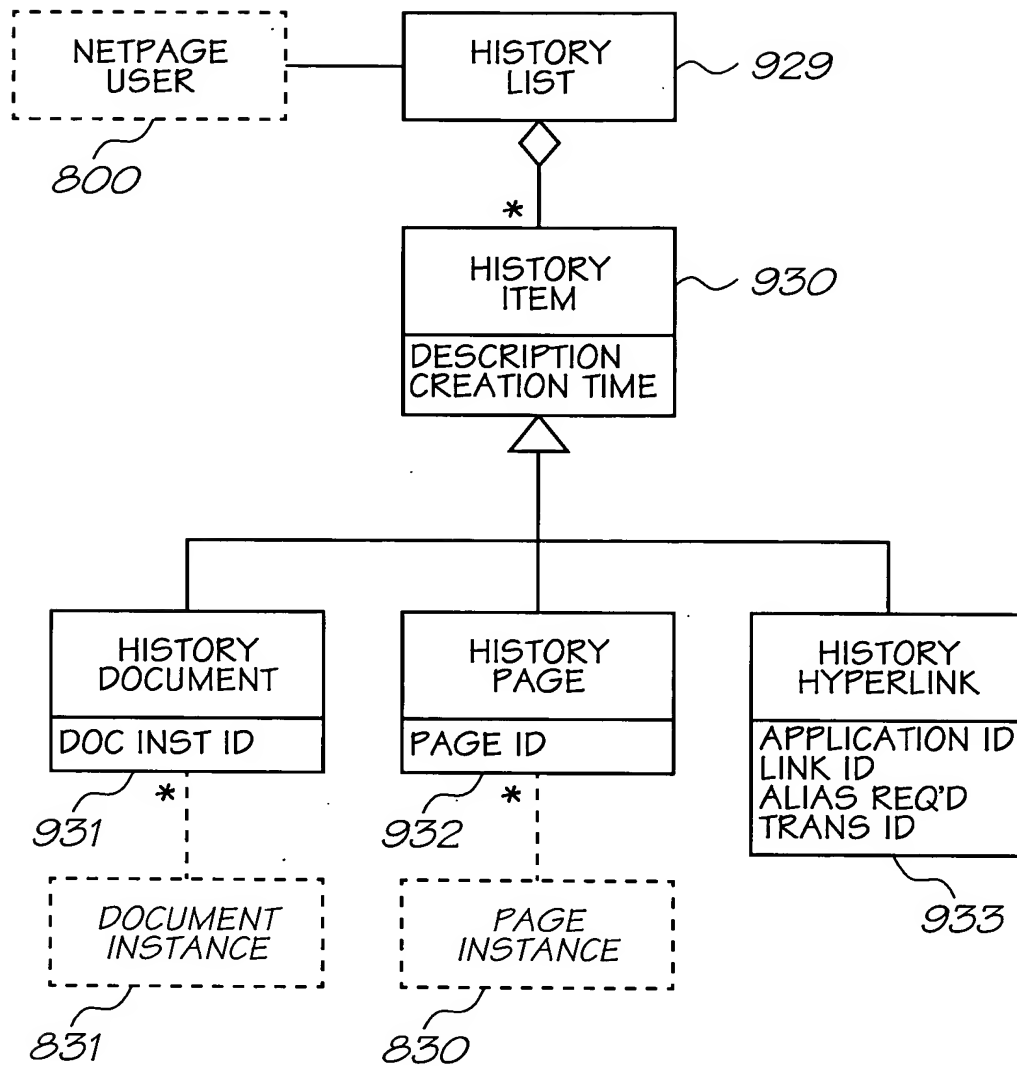 NETPAGE
USER
800
HISTORY
LIST
929
*
HISTORY
ITEM
930
DESCRIPTION
CREATION TIME
HISTORY
DOCUMENT
DOC INST ID
931
*
HISTORY
PAGE
PAGE ID
932
*
HISTORY
HYPERLINK
APPLICATION ID
LINK ID
ALIAS REQ'D
TRANS ID
933
DOCUMENT
INSTANCE
831
PAGE
INSTANCE
830